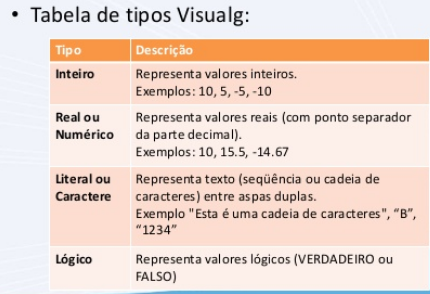 • Tabela de tipos Visualg:
Tipo Descrição
Inteiro Representa valores inteiros.
Exemplos: 10, 5, -5, -10
Real ou Representa valores reais (com ponto separador
Numérico da parte decimal).
Exemplos: 10, 15.5, -14.67
Literal ou Representa texto (seqüência ou cadeia de
Caractere caracteres) entre aspas duplas.
Exemplo "Esta é uma cadeia de caracteres", “B”,
“1234”
Lógico Representa valores lógicos (VERDADEIRO ou
FALSO)